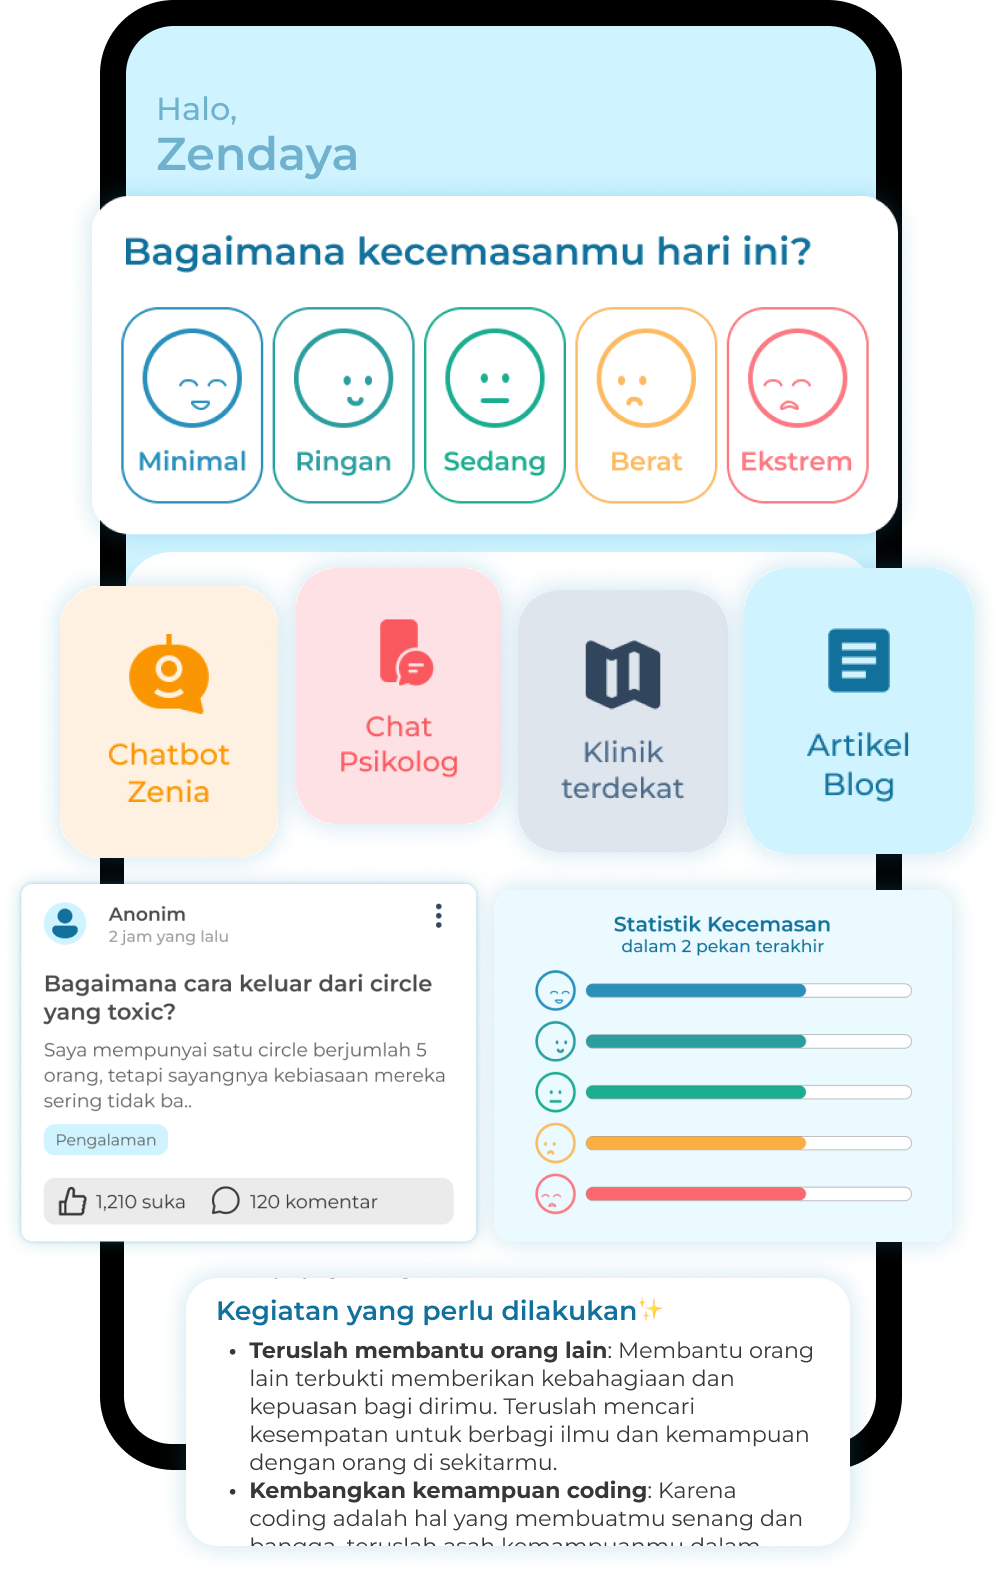 Halo,
Zendaya
Bagaimana kecemasanmu hari ini?
Minimal
Ringan
Sedang
Berat
Ekstrem
Chatbot
Zenia
Chat
Psikolog
Klinik
terdekat
Artikel
Blog
Anonim
2 jam yang lalu
Bagaimana cara keluar dari circle
yang toxic?
Saya mempunyai satu circle berjumlah 5
orang, tetapi sayangnya kebiasaan mereka
sering tidak ba..
Pengalaman
1,210 suka 120 komentar
Statistik Kecemasan
dalam 2 pekan terakhir
Kegiatan yang perlu dilakukan✨
• Teruslah membantu orang lain: Membantu orang
lain terbukti memberikan kebahagiaan dan
kepuasan bagi dirimu. Teruslah mencari
kesempatan untuk berbagi ilmu dan kemampuan
dengan orang di sekitarmu.
• Kembangkan kemampuan coding: Karena
coding adalah hal yang membuatmu senang dan
bangga, teruslah asah kemampuanmu dalam